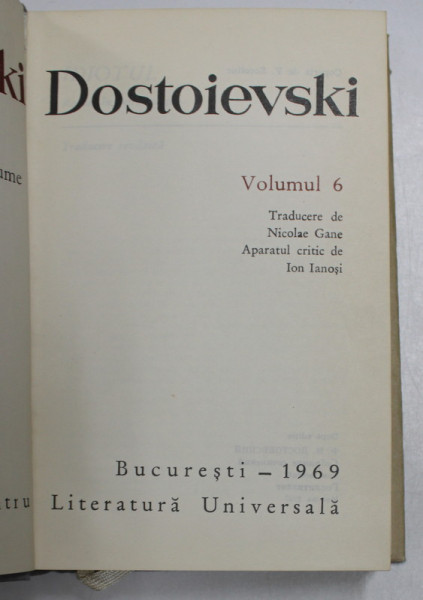 ki Dostoievski
ume
Volumul 6
Traducere de
Nicolae Gane
Aparatul critic de
Ion Ianoși
București — 1969
tru Literatură Universală